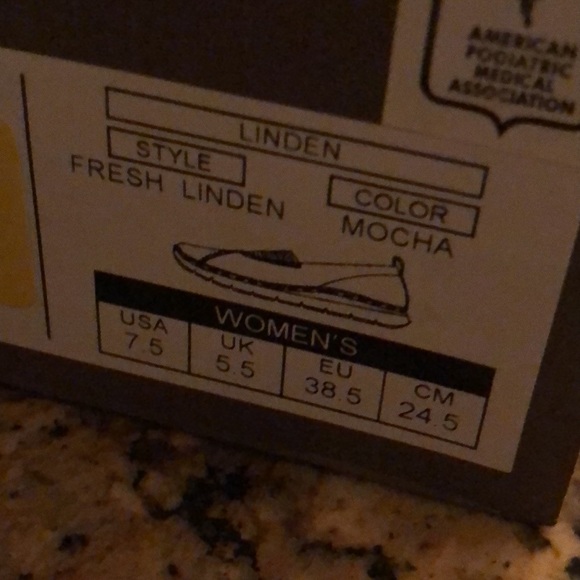 AMERICAN
PODIATRIC
MEDICAL
ASSOCIATION
LINDEN
STYLE
FRESH LINDEN
COLOR
MOCHA
WOMEN'S
USA UK EU CM
7.5 5.5 38.5 24.5